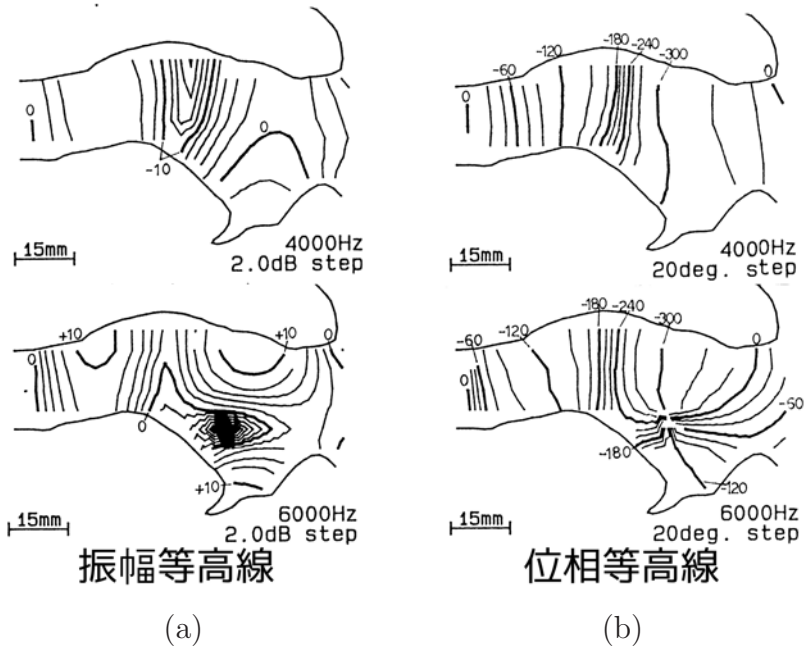 0
-10
0
15mm
4000Hz
2.0dB step
-60
-120
-180
-240
-300
0
0
15mm
4000Hz
20deg. step
0
+10
+10
0
0
+10
15mm
6000Hz
2.0dB step
振幅等高線
(a)
-60
0
-120
-180
-240
-300
0
-60
-180
-120
15mm
6000Hz
20deg. step
位相等高線
(b)